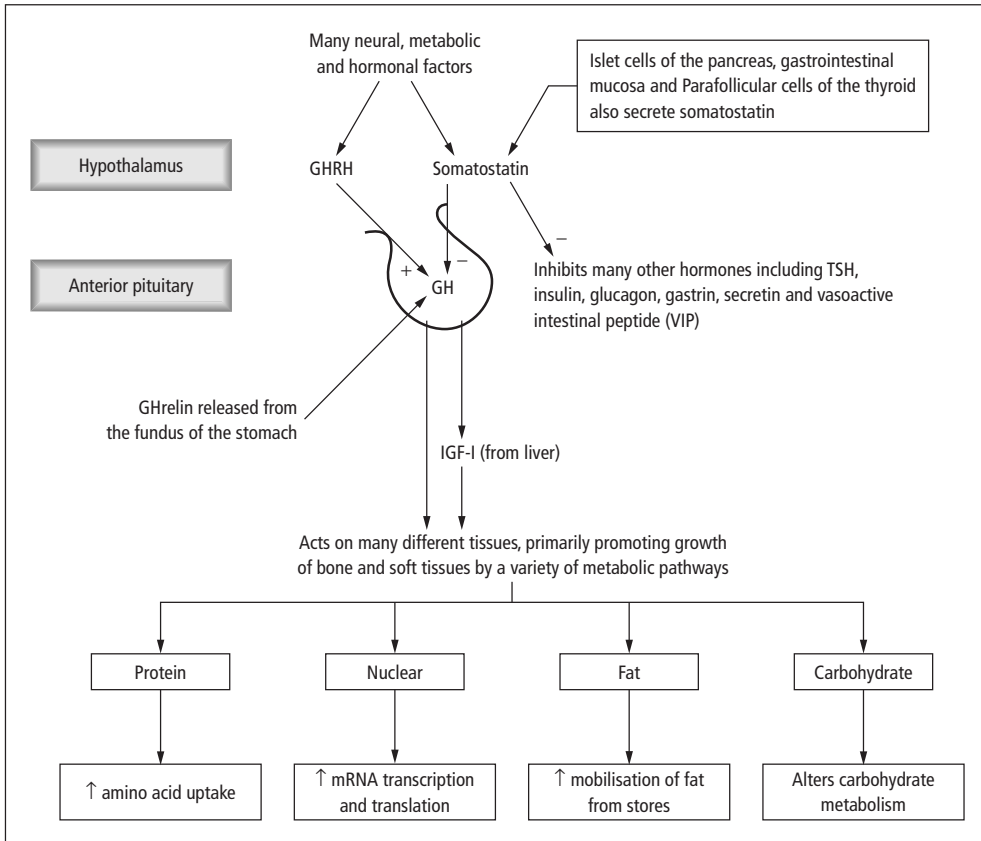 Many neural, metabolic
and hormonal factors
Islet cells of the pancreas, gastrointestinal
mucosa and Parafollicular cells of the thyroid
also secrete somatostatin
Hypothalamus
GHRH
Somatostatin
Anterior pituitary
+
−
GH
−
Inhibits many other hormones including TSH,
insulin, glucagon, gastrin, secretin and vasoactive
intestinal peptide (VIP)
GHrelin released from
the fundus of the stomach
IGF-I (from liver)
Acts on many different tissues, primarily promoting growth
of bone and soft tissues by a variety of metabolic pathways
Protein
Nuclear
Fat
Carbohydrate
↑ amino acid uptake
↑ mRNA transcription
and translation
↑ mobilisation of fat
from stores
Alters carbohydrate
metabolism